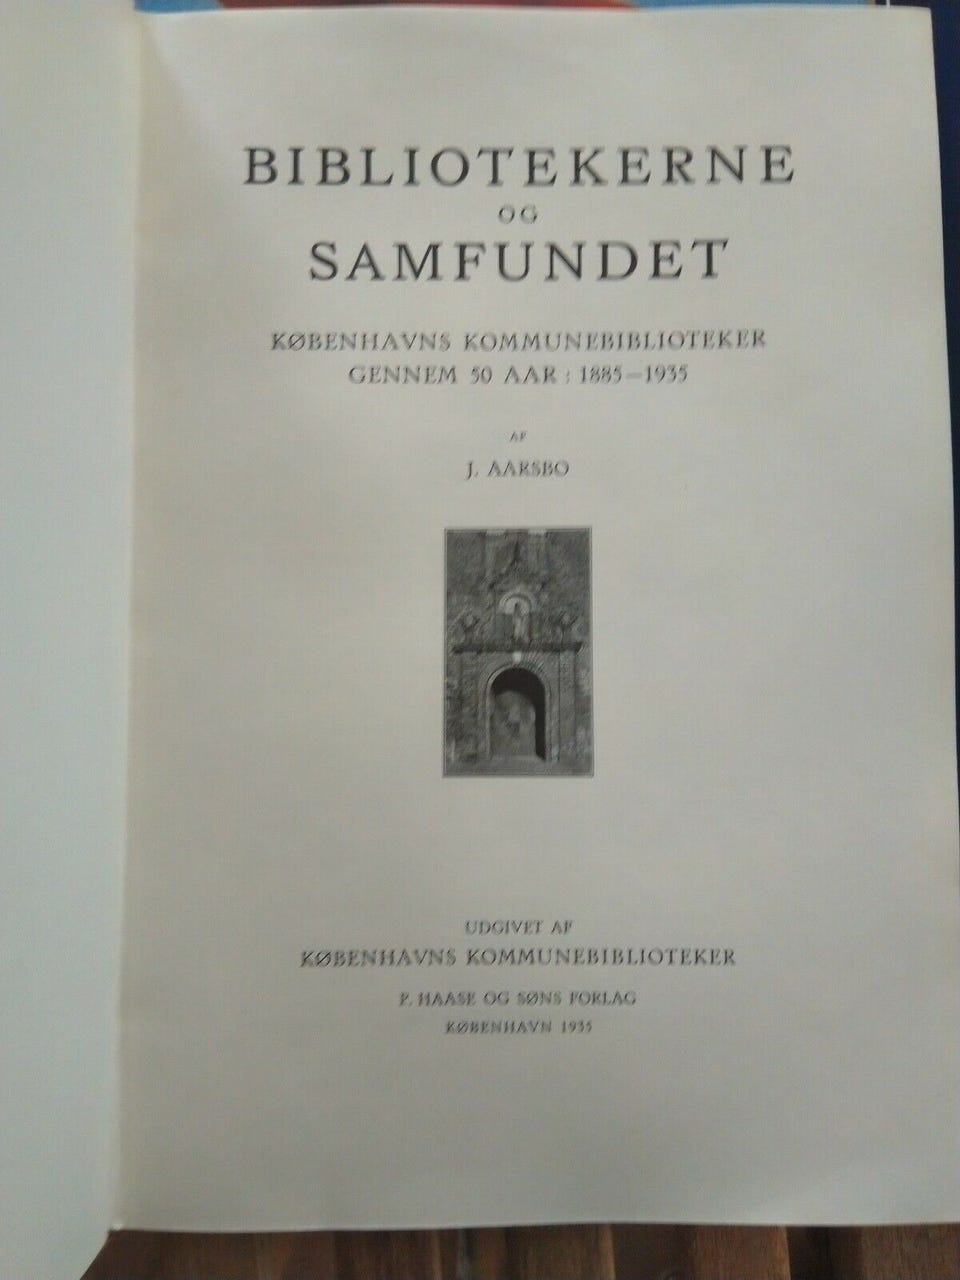 BIBLIOTEKERNE
OG
SAMFUNDET
KØBENHAVNS KOMMUNEBIBLIOTEKER
GENNEM 50 AAR : 1885—1935
AF
J. AARSBO
UDGIVET AF
KØBENHAVNS KOMMUNEBIBLIOTEKER
P. HAASE OG SØNS FORLAG
KØBENHAVN 1935